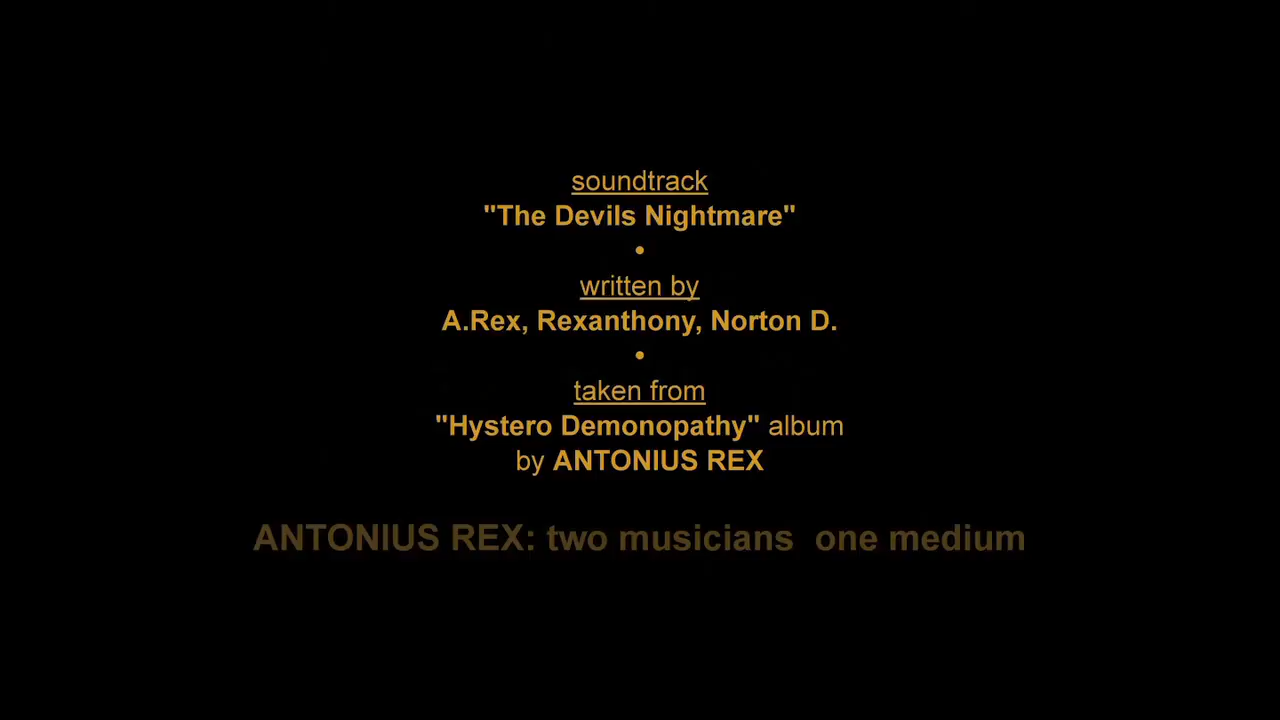 soundtrack
"The Devils Nightmare"
•
written by
A.Rex, Rexanthony, Norton D.
•
taken from
"Hystero Demonopathy" album
by ANTONIUS REX
ANTONIUS REX: two musicians  one medium